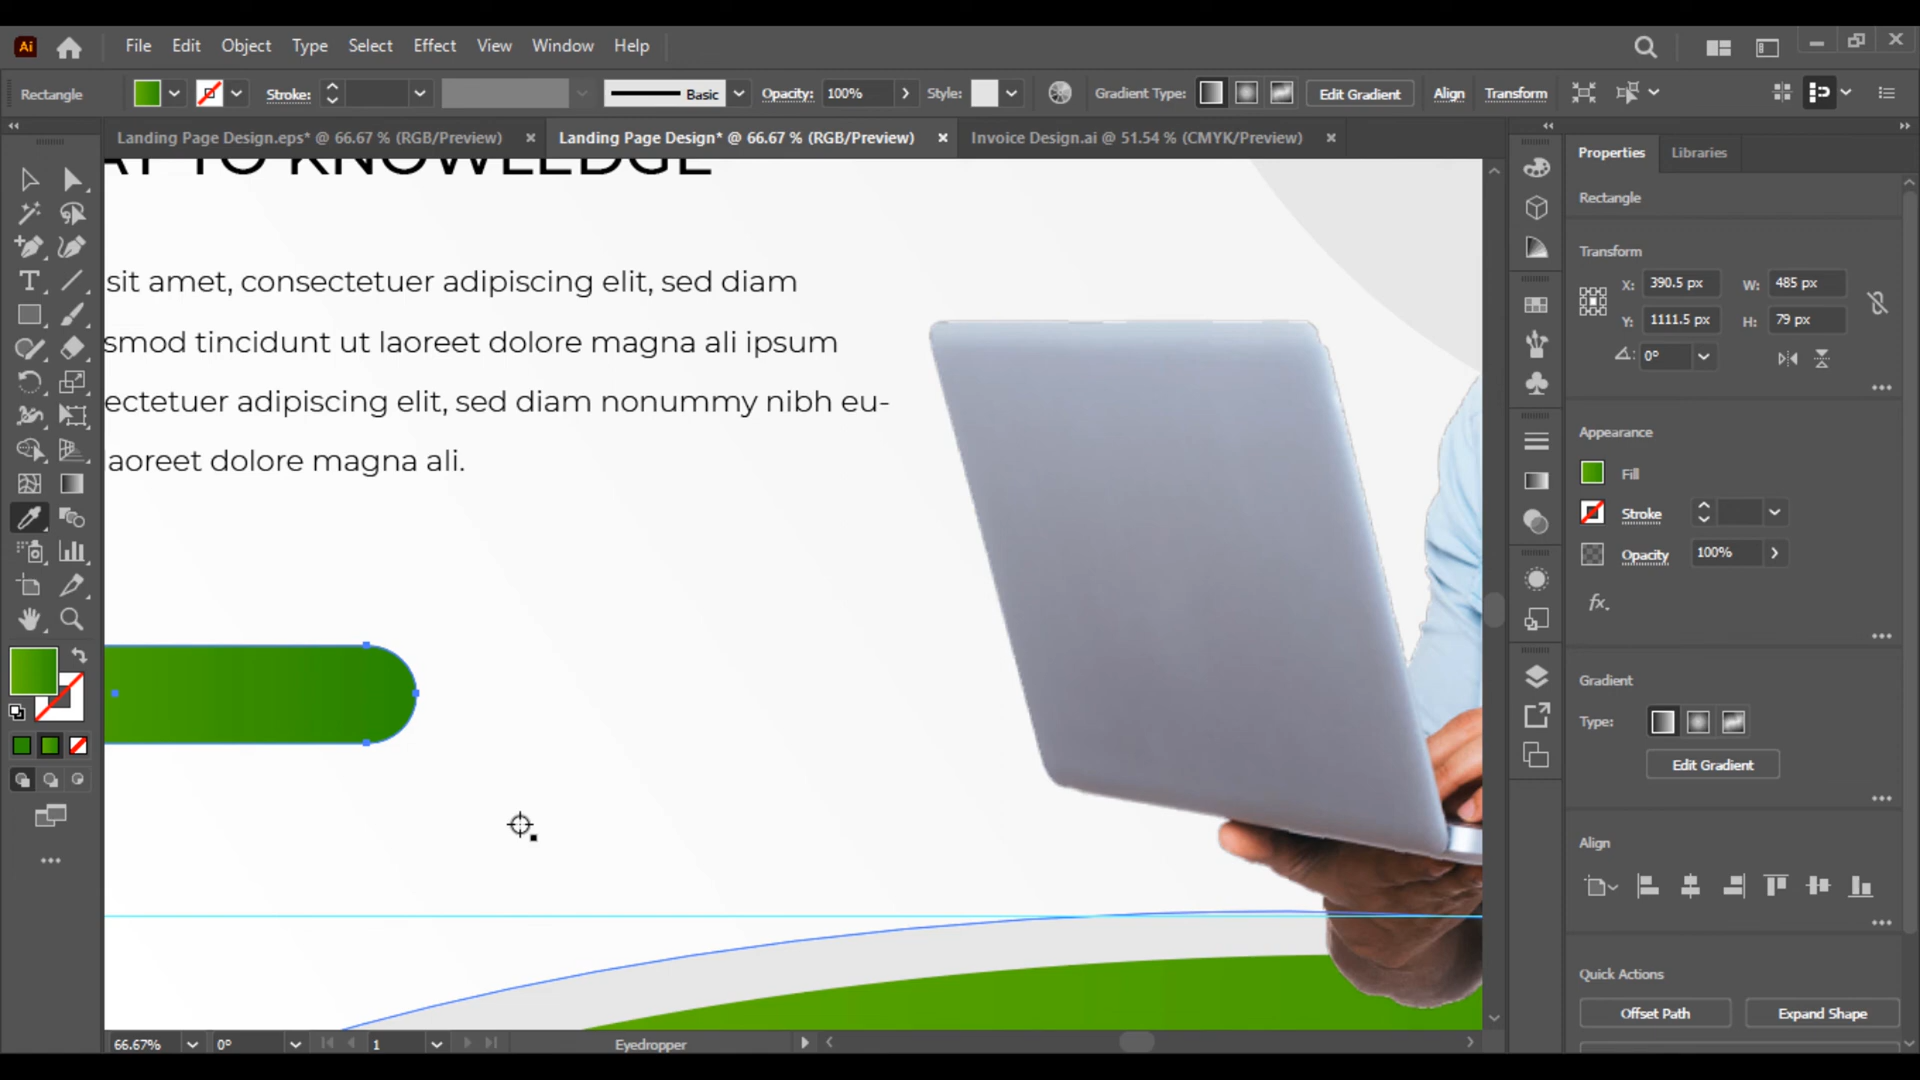 Ai
File Edit Object Type Select Effect View Window Help
Rectangle Stroke: Basic Opacity: 100% Style: Gradient Type: Edit Gradient Align Transform
Landing Page Design.eps* @ 66.67 % (RGB/Preview) × Landing Page Design* @ 66.67 % (RGB/Preview) × Invoice Design.ai @ 51.54 % (CMYK/Preview) ×
AY TO KNOWLEDGE
sit amet, consectetuer adipiscing elit, sed diam
smod tincidunt ut laoreet dolore magna ali ipsum
ectetuer adipiscing elit, sed diam nonummy nibh eu-
aoreet dolore magna ali.
Properties Libraries
Rectangle
Transform
X: 390.5 px W: 485 px
Y: 1111.5 px H: 79 px
0°
Appearance
Fill
Stroke
Opacity 100%
fx.
Gradient
Type:
Edit Gradient
Align
Quick Actions
Offset Path Expand Shape
66.67% 0° 1 Eyedropper